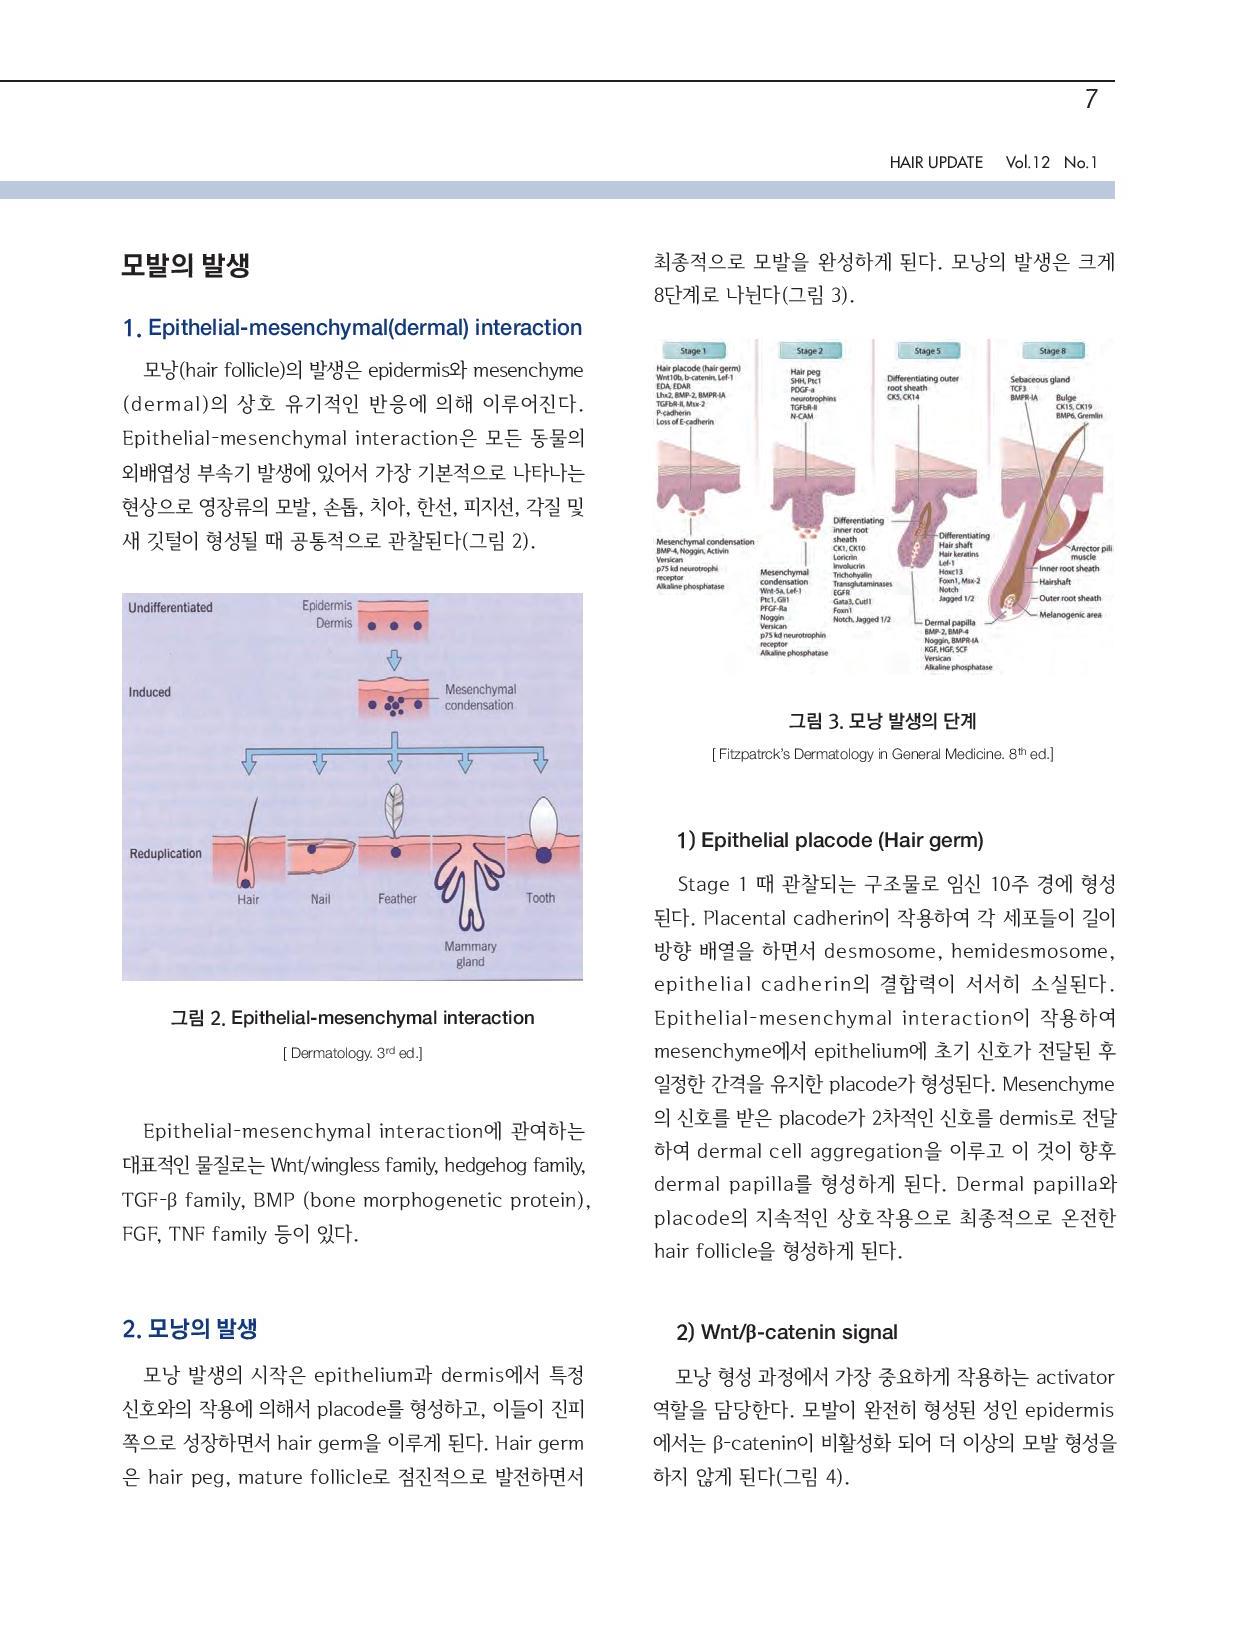 7
HAIR UPDATE Vol.12 No.1
모발의 발생
1. Epithelial-mesenchymal(dermal) interaction
모낭(hair follicle)의 발생은 epidermis와 mesenchyme
(dermal)의 상호 유기적인 반응에 의해 이루어진다.
Epithelial-mesenchymal interaction은 모든 동물의
외배엽성 부속기 발생에 있어서 가장 기본적으로 나타나는
현상으로 영장류의 모발, 손톱, 치아, 한선, 피지선, 각질 및
새 깃털이 형성될 때 공통적으로 관찰된다(그림 2).
Undifferentiated
Epidermis
Dermis
Induced
Mesenchymal
condensation
Reduplication
Hair
Nail
Feather
Mammary
gland
Tooth
그림 2. Epithelial-mesenchymal interaction
[ Dermatology. 3rd ed.]
Epithelial-mesenchymal interaction에 관여하는
대표적인 물질로는 Wnt/wingless family, hedgehog family,
TGF-β family, BMP (bone morphogenetic protein),
FGF, TNF family 등이 있다.
2. 모낭의 발생
모낭 발생의 시작은 epithelium과 dermis에서 특정
신호와의 작용에 의해서 placode를 형성하고, 이들이 진피
쪽으로 성장하면서 hair germ을 이루게 된다. Hair germ
은 hair peg, mature follicle로 점진적으로 발전하면서
최종적으로 모발을 완성하게 된다. 모낭의 발생은 크게
8단계로 나뉜다(그림 3).
Stage 1
Hair placode (hair germ)
Wnt10b, b-catenin, Lef-1
EDA, EDAR
Lhx2, BMP-2, BMPR-IA
TGFbR-II, Msx-2
P-cadherin
Loss of E-cadherin
Mesenchymal condensation
BMP-4, Noggin, Activin
Versican
p75 kd neurotrophi
receptor
Alkaline phosphatase
Stage 2
Hair peg
SHH, Ptc1
PDGF-a
neurotrophins
TGFbR-II
N-CAM
Mesenchymal
condensation
Wnt-5a, Lef-1
Ptc1, Gli1
PFGF-Ra
Noggin
Versican
p75 kd neurotrophin
receptor
Alkaline phosphatase
Stage 5
Differentiating outer
root sheath
CK5, CK14
Differentiating
inner root
sheath
CK1, CK10
Loricrin
Involucrin
Trichohyalin
Transglutaminases
EGFR
Gata3, Cutl1
Foxn1
Notch, Jagged 1/2
Differentiating
Hair shaft
Hair keratins
Lef-1
Hoxc13
Foxn1, Msx-2
Notch
Jagged 1/2
Dermal papilla
BMP-2, BMP-4
Noggin, BMPR-IA
KGF, HGF, SCF
Versican
Alkaline phosphatase
Stage 8
Sebaceous gland
TCF3
BMPR-IA
Bulge
CK15, CK19
BMP6, Gremlin
Arrector pili
muscle
Inner root sheath
Hairshaft
Outer root sheath
Melanogenic area
그림 3. 모낭 발생의 단계
[ Fitzpatrck's Dermatology in General Medicine. 8th ed.]
1) Epithelial placode (Hair germ)
Stage 1 때 관찰되는 구조물로 임신 10주 경에 형성
된다. Placental cadherin이 작용하여 각 세포들이 길이
방향 배열을 하면서 desmosome, hemidesmosome,
epithelial cadherin의 결합력이 서서히 소실된다.
Epithelial-mesenchymal interaction이 작용하여
mesenchyme에서 epithelium에 초기 신호가 전달된 후
일정한 간격을 유지한 placode가 형성된다. Mesenchyme
의 신호를 받은 placode가 2차적인 신호를 dermis로 전달
하여 dermal cell aggregation을 이루고 이 것이 향후
dermal papilla를 형성하게 된다. Dermal papilla와
placode의 지속적인 상호작용으로 최종적으로 온전한
hair follicle을 형성하게 된다.
2) Wnt/β-catenin signal
모낭 형성 과정에서 가장 중요하게 작용하는 activator
역할을 담당한다. 모발이 완전히 형성된 성인 epidermis
에서는 β-catenin이 비활성화 되어 더 이상의 모발 형성을
하지 않게 된다(그림 4).